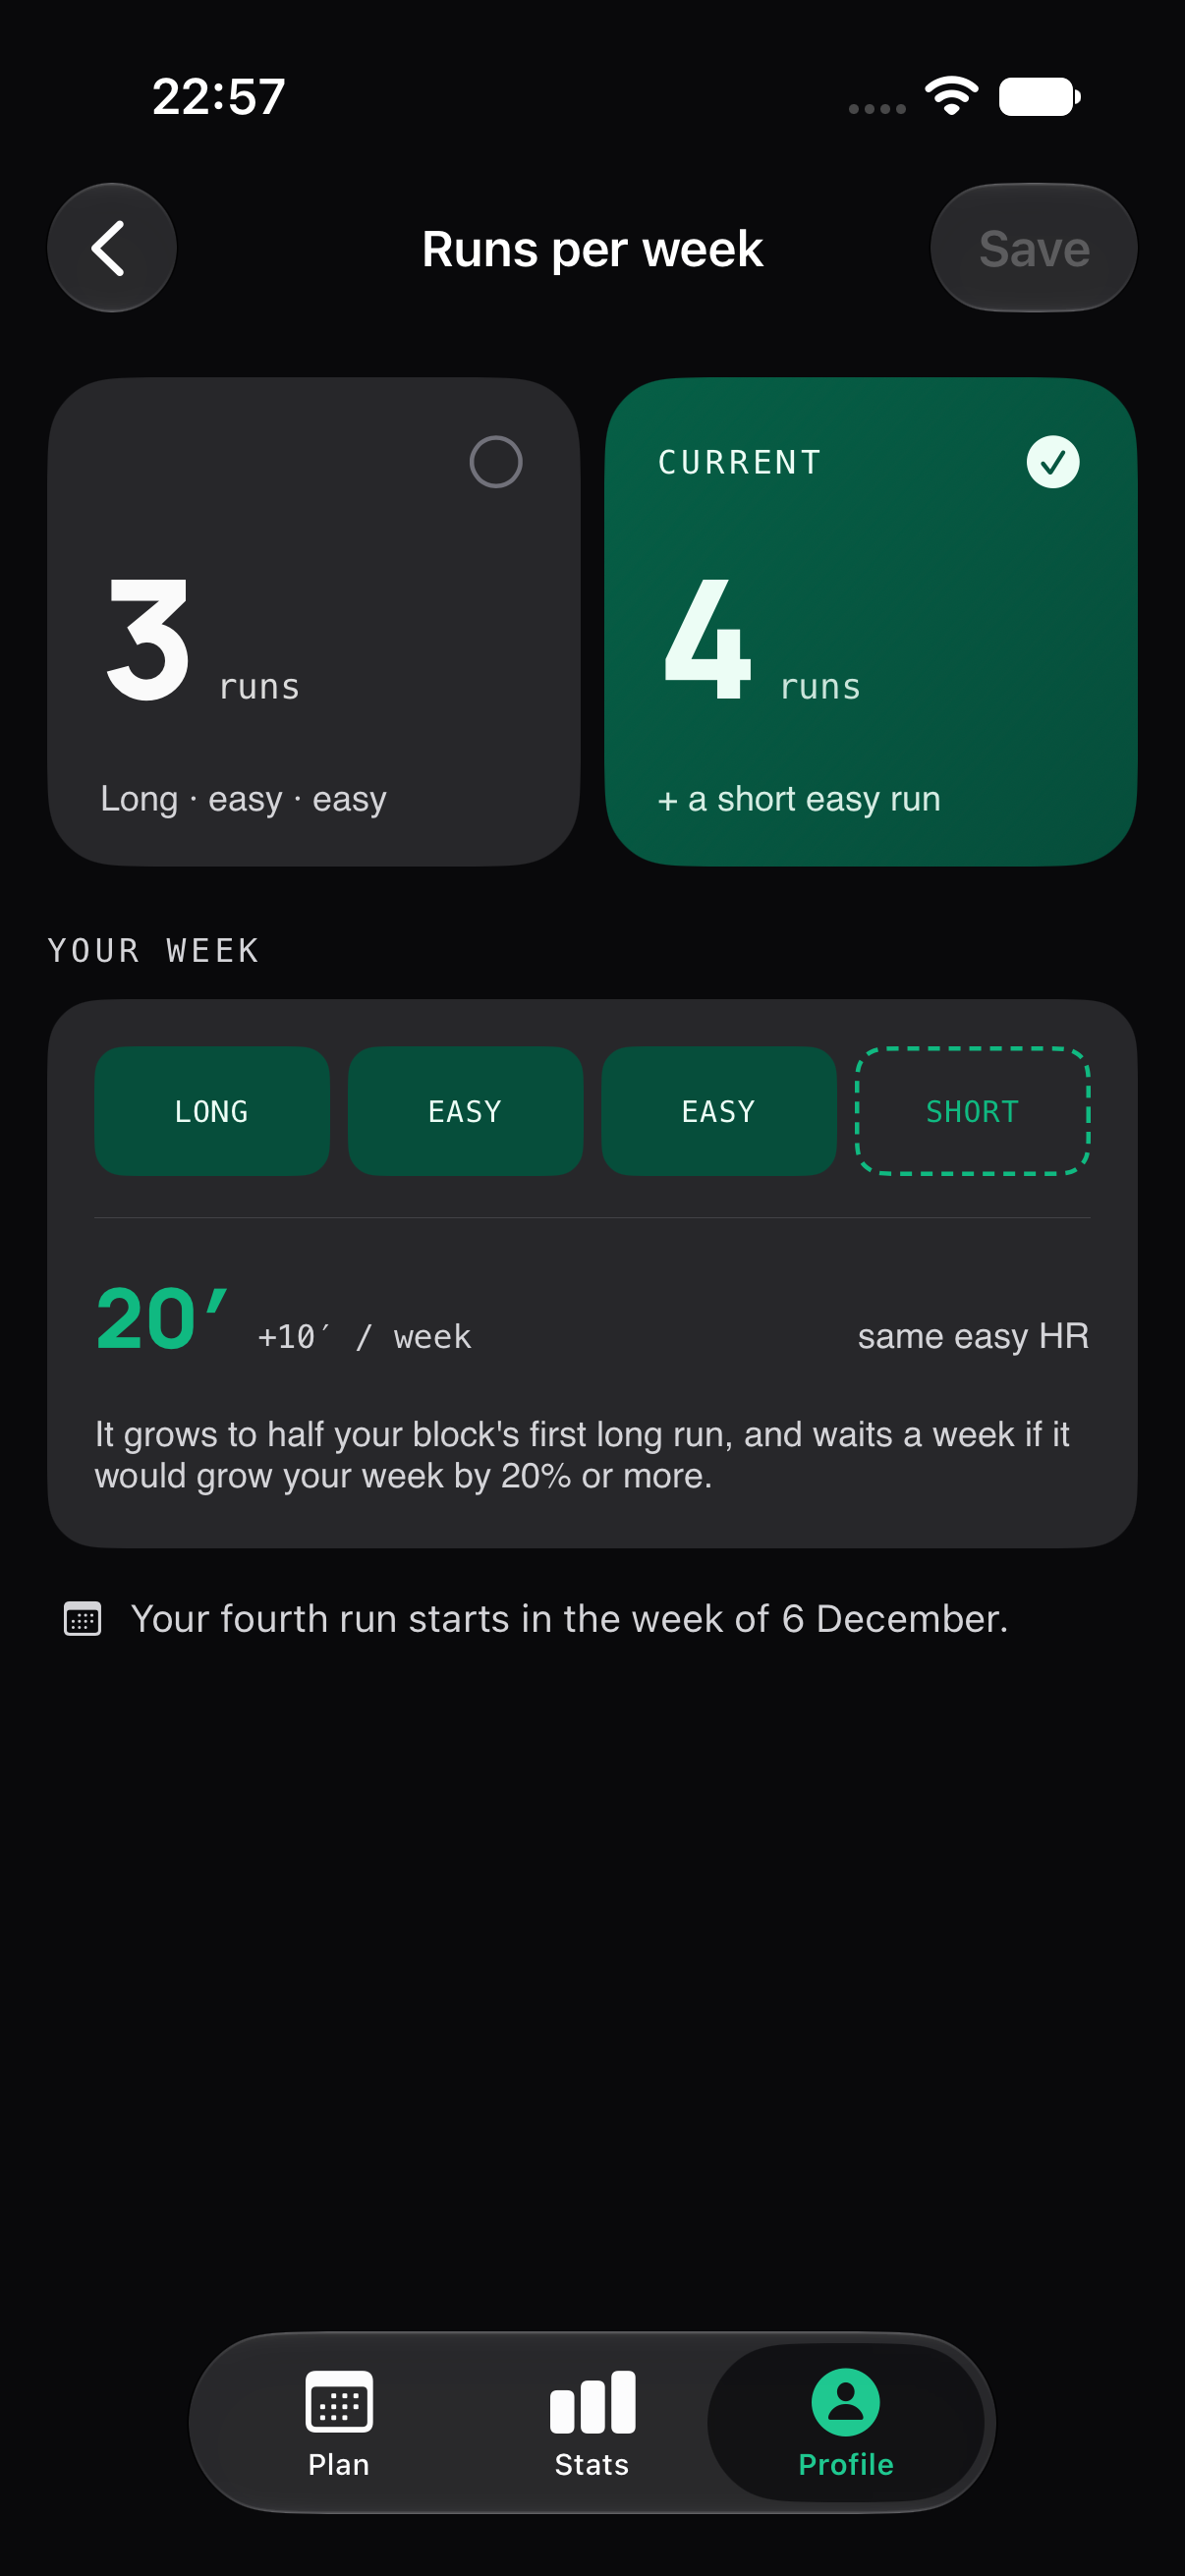 22:57
Runs per week
Save
CURRENT
3 runs
4 runs
Long · easy · easy
+ a short easy run
YOUR WEEK
LONG
EASY
EASY
SHORT
20′ +10′ / week
same easy HR
It grows to half your block's first long run, and waits a week if it
would grow your week by 20% or more.
Your fourth run starts in the week of 6 December.
Plan
Stats
Profile